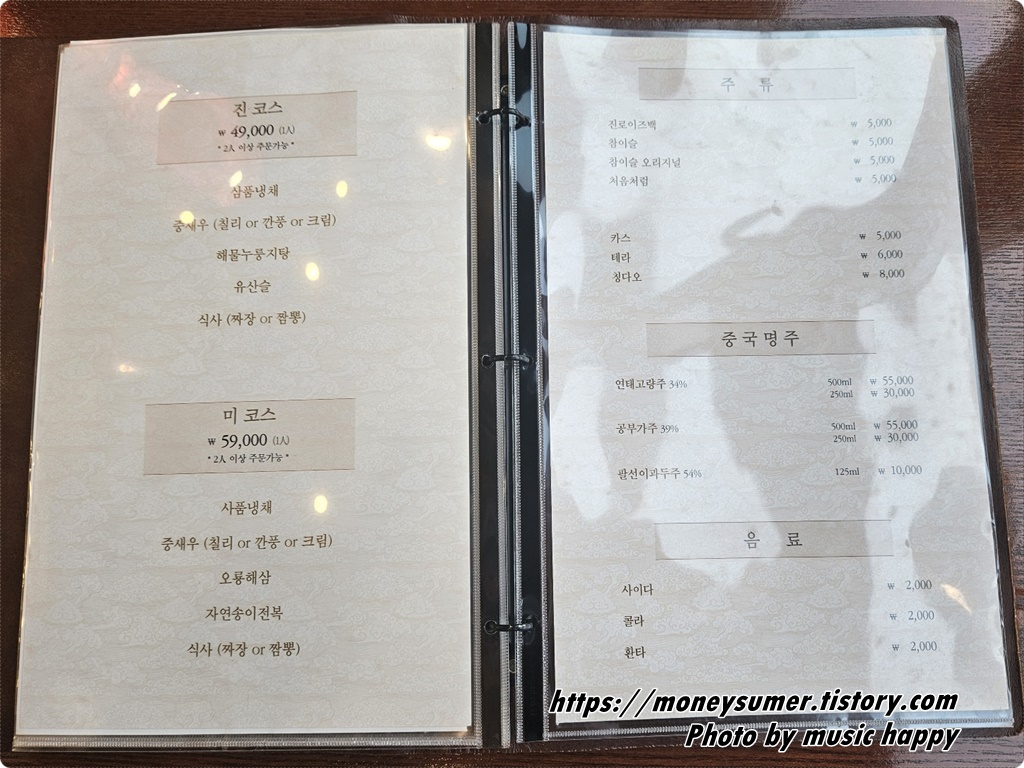 진 코스
₩ 49,000 (1人)
* 2人 이상 주문가능 *
삼품냉채
중새우 (칠리 or 깐풍 or 크림)
해물누룽지탕
유산슬
식사 (짜장 or 짬뽕)
미 코스
₩ 59,000 (1人)
* 2人 이상 주문가능 *
사품냉채
중새우 (칠리 or 깐풍 or 크림)
오룡해삼
자연송이전복
식사 (짜장 or 짬뽕)
주 류
진로이즈백 ₩ 5,000
참이슬 ₩ 5,000
참이슬 오리지널 ₩ 5,000
처음처럼 ₩ 5,000
카스 ₩ 5,000
테라 ₩ 6,000
칭다오 ₩ 8,000
중국명주
연태고량주 34% 500ml ₩ 55,000
250ml ₩ 30,000
공부가주 39% 500ml ₩ 55,000
250ml ₩ 30,000
팔선이과두주 54% 125ml ₩ 10,000
음 료
사이다 ₩ 2,000
콜라 ₩ 2,000
환타 ₩ 2,000
https://moneysumer.tistory.com
Photo by music happy